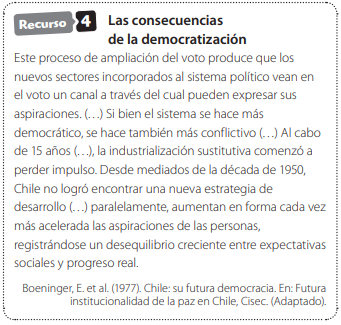 Recurso 4 Las consecuencias
de la democratización
Este proceso de ampliación del voto produce que los
nuevos sectores incorporados al sistema político vean en
el voto un canal a través del cual pueden expresar sus
aspiraciones. (…) Si bien el sistema se hace más
democrático, se hace también más conflictivo (…) Al cabo
de 15 años (…), la industrialización sustitutiva comenzó a
perder impulso. Desde mediados de la década de 1950,
Chile no logró encontrar una nueva estrategia de
desarrollo (…) paralelamente, aumentan en forma cada vez
más acelerada las aspiraciones de las personas,
registrándose un desequilibrio creciente entre expectativas
sociales y progreso real.
Boeninger, E. et al. (1977). Chile: su futura democracia. En: Futura
institucionalidad de la paz en Chile, Cisec. (Adaptado).